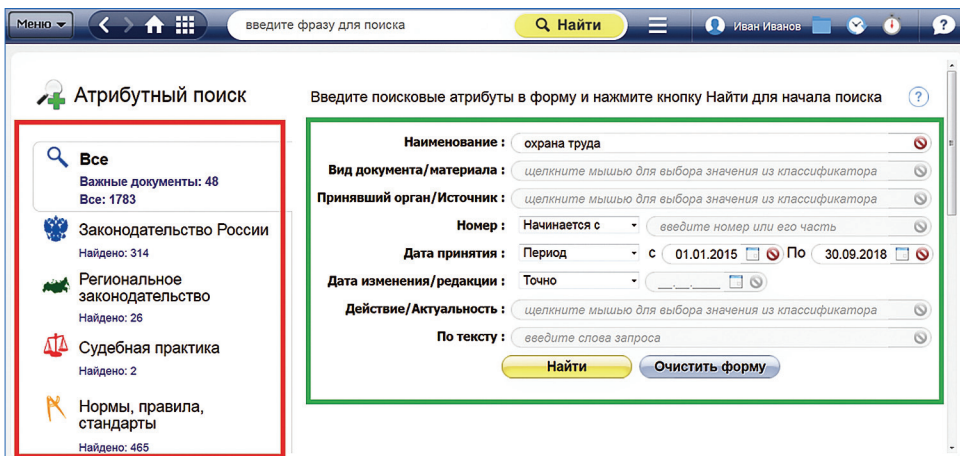 Меню
введите фразу для поиска
Найти
Иван Иванов
?
Атрибутный поиск
Введите поисковые атрибуты в форму и нажмите кнопку Найти для начала поиска
?
Все
Важные документы: 48
Все: 1783
Законодательство России
Найдено: 314
Региональное
законодательство
Найдено: 26
Судебная практика
Найдено: 2
Нормы, правила,
стандарты
Найдено: 465
Наименование : охрана труда
Вид документа/материала : щелкните мышью для выбора значения из классификатора
Принявший орган/Источник : щелкните мышью для выбора значения из классификатора
Номер : Начинается с введите номер или его часть
Дата принятия : Период с 01.01.2015 По 30.09.2018
Дата изменения/редакции : Точно __.__.____
Действие/Актуальность : щелкните мышью для выбора значения из классификатора
По тексту : введите слова запроса
Найти Очистить форму